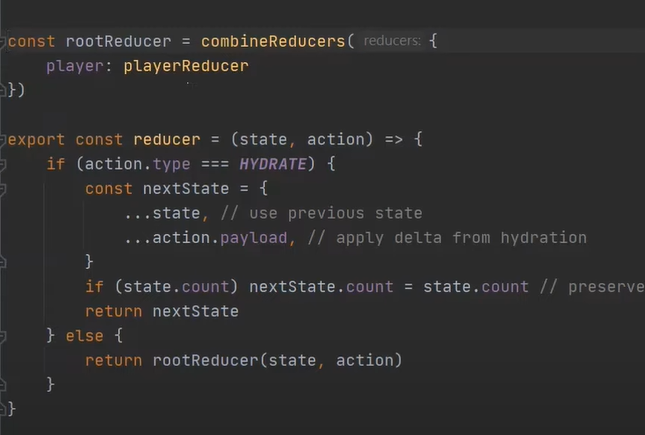 const rootReducer = combineReducers( reducers: {
    player: playerReducer
})
export const reducer = (state, action) => {
    if (action.type === HYDRATE) {
        const nextState = {
            ...state, // use previous state
            ...action.payload, // apply delta from hydration
        }
        if (state.count) nextState.count = state.count // preserve
        return nextState
    } else {
        return rootReducer(state, action)
    }
}